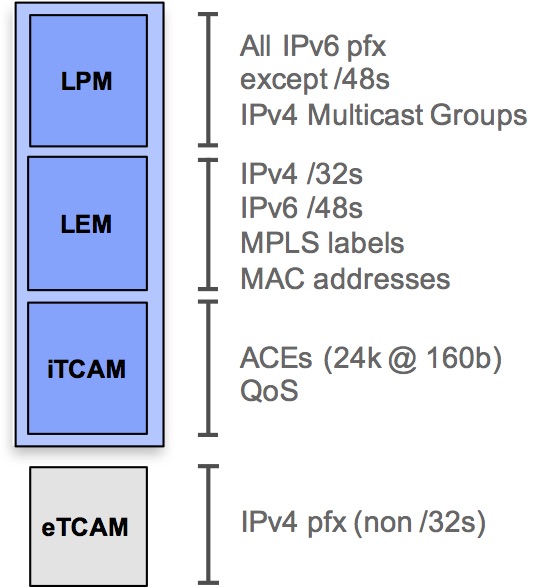 LPM
All IPv6 pfx
except /48s
IPv4 Multicast Groups
LEM
IPv4 /32s
IPv6 /48s
MPLS labels
MAC addresses
iTCAM
ACEs (24k @ 160b)
QoS
eTCAM
IPv4 pfx (non /32s)